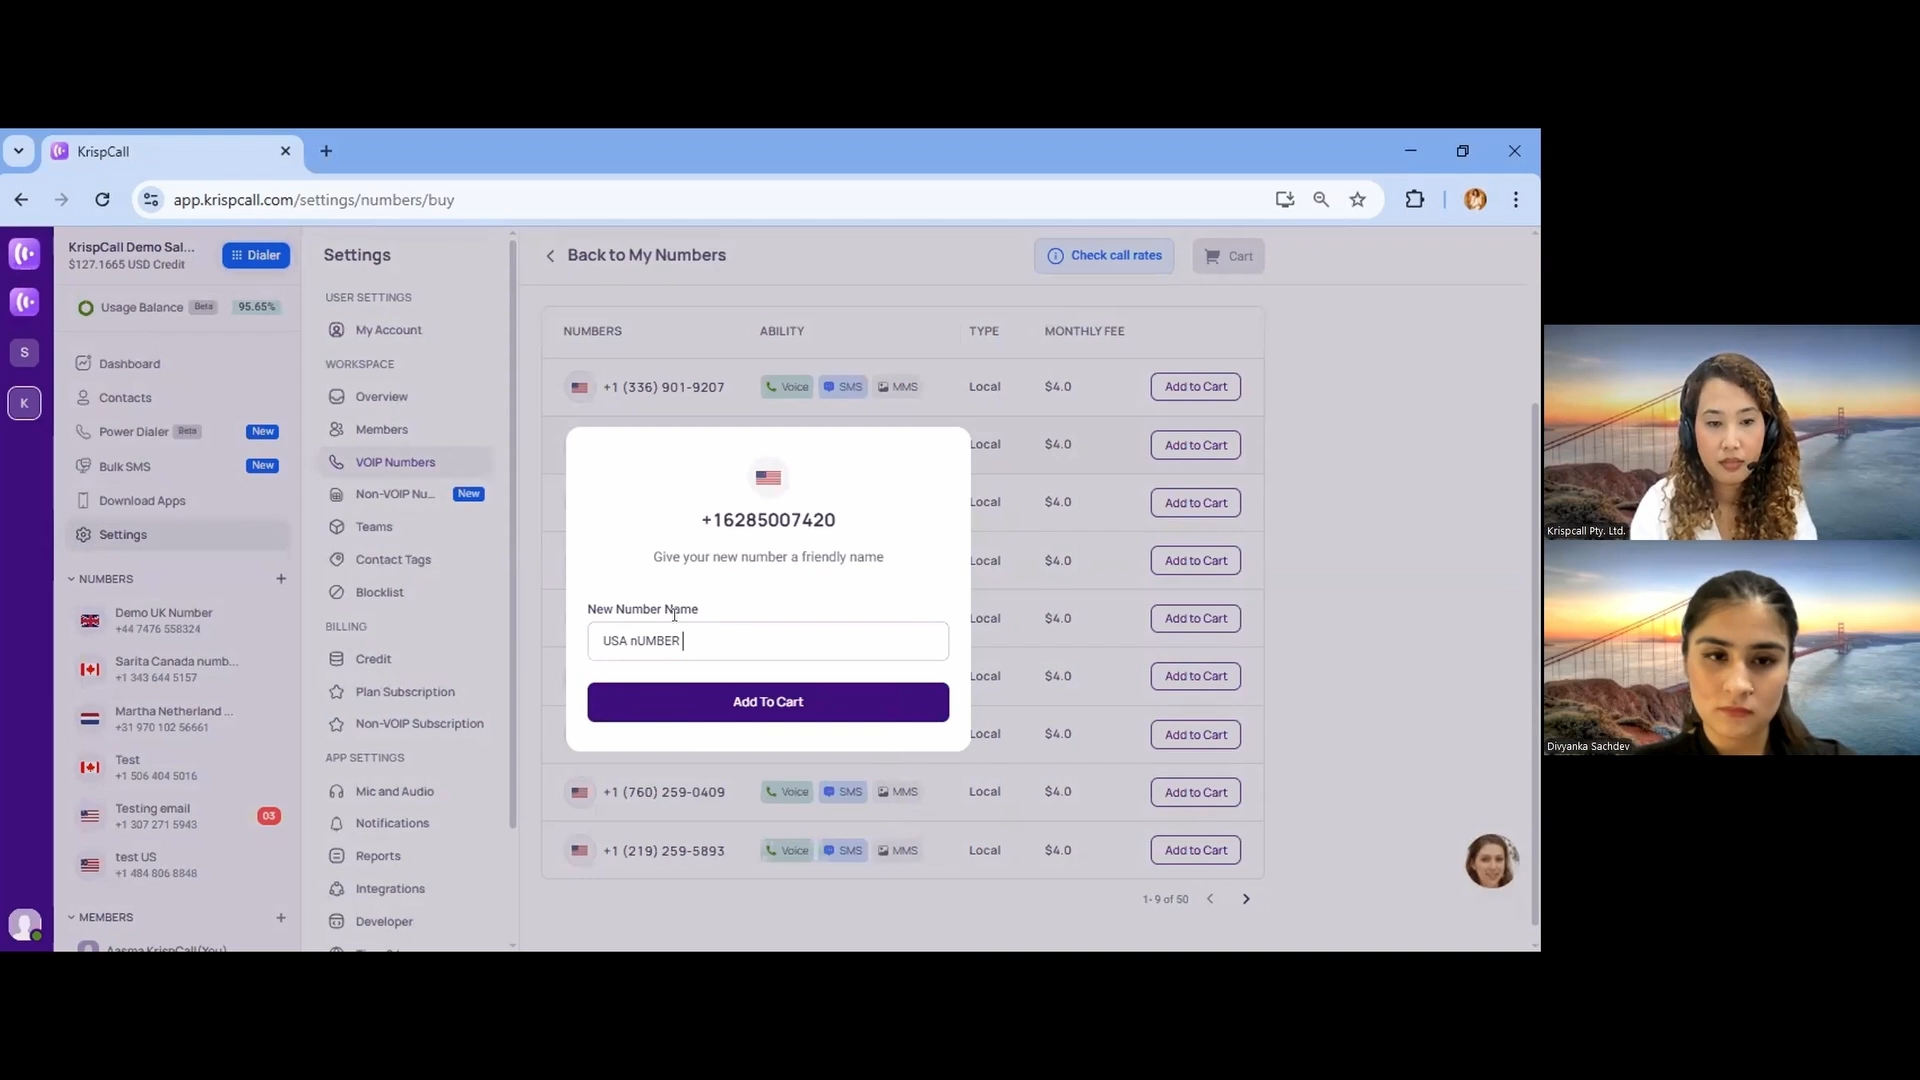 KrispCall
app.krispcall.com/settings/numbers/buy
KrispCall Demo Sal...
$127.1665 USD Credit
Dialer
Usage Balance Beta 95.65%
Dashboard
Contacts
Power Dialer Beta New
Bulk SMS New
Download Apps
Settings
NUMBERS
Demo UK Number
+44 7476 558324
Sarita Canada numb...
+1 343 644 5157
Martha Netherland ...
+31 970 102 56661
Test
+1 506 404 5016
Testing email
+1 307 271 5943
03
test US
+1 484 806 8848
MEMBERS
Aasma KrispCall(You)
S
K
Settings
USER SETTINGS
My Account
WORKSPACE
Overview
Members
VOIP Numbers
Non-VOIP Nu... New
Teams
Contact Tags
Blocklist
BILLING
Credit
Plan Subscription
Non-VOIP Subscription
APP SETTINGS
Mic and Audio
Notifications
Reports
Integrations
Developer
Back to My Numbers
Check call rates
Cart
NUMBERS ABILITY TYPE MONTHLY FEE
+1 (336) 901-9207 Voice SMS MMS Local $4.0 Add to Cart
Local $4.0 Add to Cart
Local $4.0 Add to Cart
Local $4.0 Add to Cart
Local $4.0 Add to Cart
Local $4.0 Add to Cart
Local $4.0 Add to Cart
+1 (760) 259-0409 Voice SMS MMS Local $4.0 Add to Cart
+1 (219) 259-5893 Voice SMS MMS Local $4.0 Add to Cart
1-9 of 50
+16285007420
Give your new number a friendly name
New Number Name
USA nUMBER
Add To Cart
Krispcall Pty. Ltd.
Divyanka Sachdev